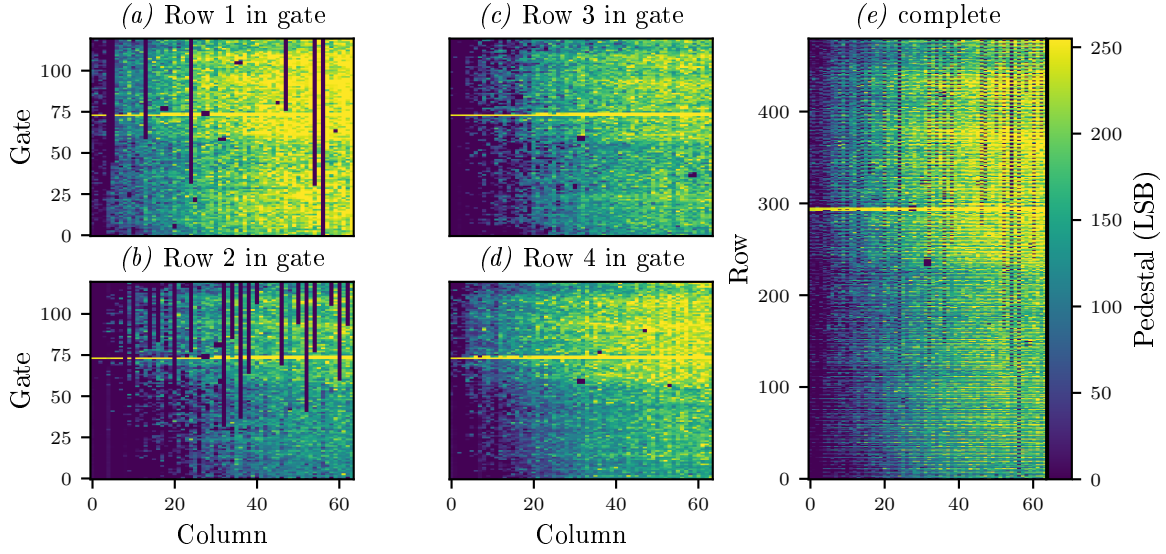 (a) Row 1 in gate
(c) Row 3 in gate
(e) complete
100
75
50
25
0
Gate
(b) Row 2 in gate
(d) Row 4 in gate
100
75
50
25
0
Gate
0 20 40 60
Column
0 20 40 60
Column
400
300
200
100
0
Row
0 20 40 60
250
200
150
100
50
0
Pedestal (LSB)